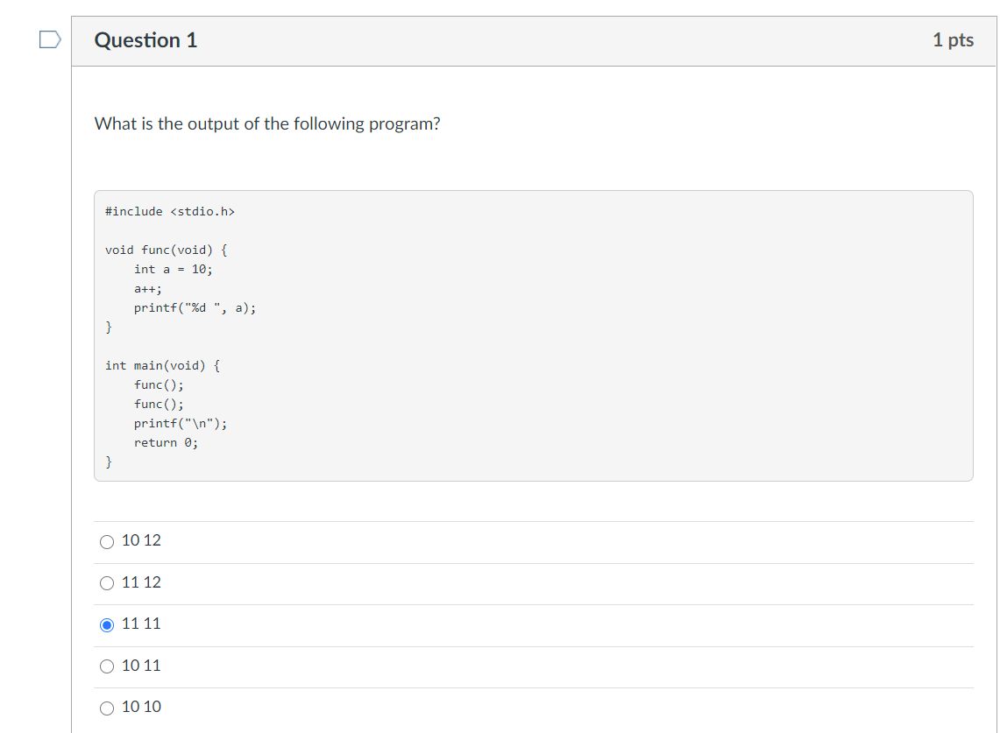 Question 1
1 pts
What is the output of the following program?
#include <stdio.h>
void func(void) {
    int a = 10;
    a++;
    printf("%d ", a);
}
int main(void) {
    func();
    func();
    printf("\n");
    return 0;
}
10 12
11 12
11 11
10 11
10 10